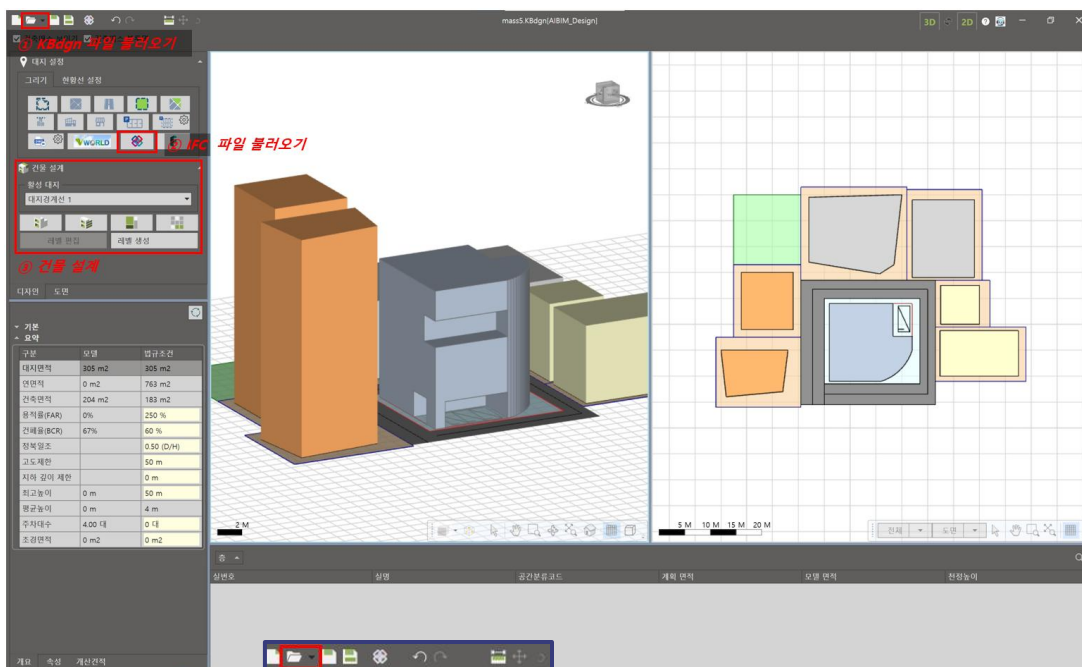 mass5.KBdgn[AIBIM_Design]
3D
2D
① KBdgn 파일 불러오기
대지 설정
그리기 현황선 설정
VWORLD
IFC 파일 불러오기
건물 설계
활성 대지
대지경계선 1
레벨 편집 레벨 생성
② 건물 설계
디자인 도면
기본
요약
구분 모델 법규조건
대지면적 305 m2 305 m2
연면적 0 m2 763 m2
건축면적 204 m2 183 m2
용적률(FAR) 0% 250 %
건폐율(BCR) 67% 60 %
정북일조 0.50 (D/H)
고도제한 50 m
지하 깊이 제한 0 m
최고높이 0 m 50 m
평균높이 0 m 4 m
주차대수 4.00 대 0 대
조경면적 0 m2 0 m2
2 M
5 M 10 M 15 M 20 M
전체 도면
층
실번호 실명 공간분류코드 계획 면적 모델 면적 천정높이
개요 속성 개산견적